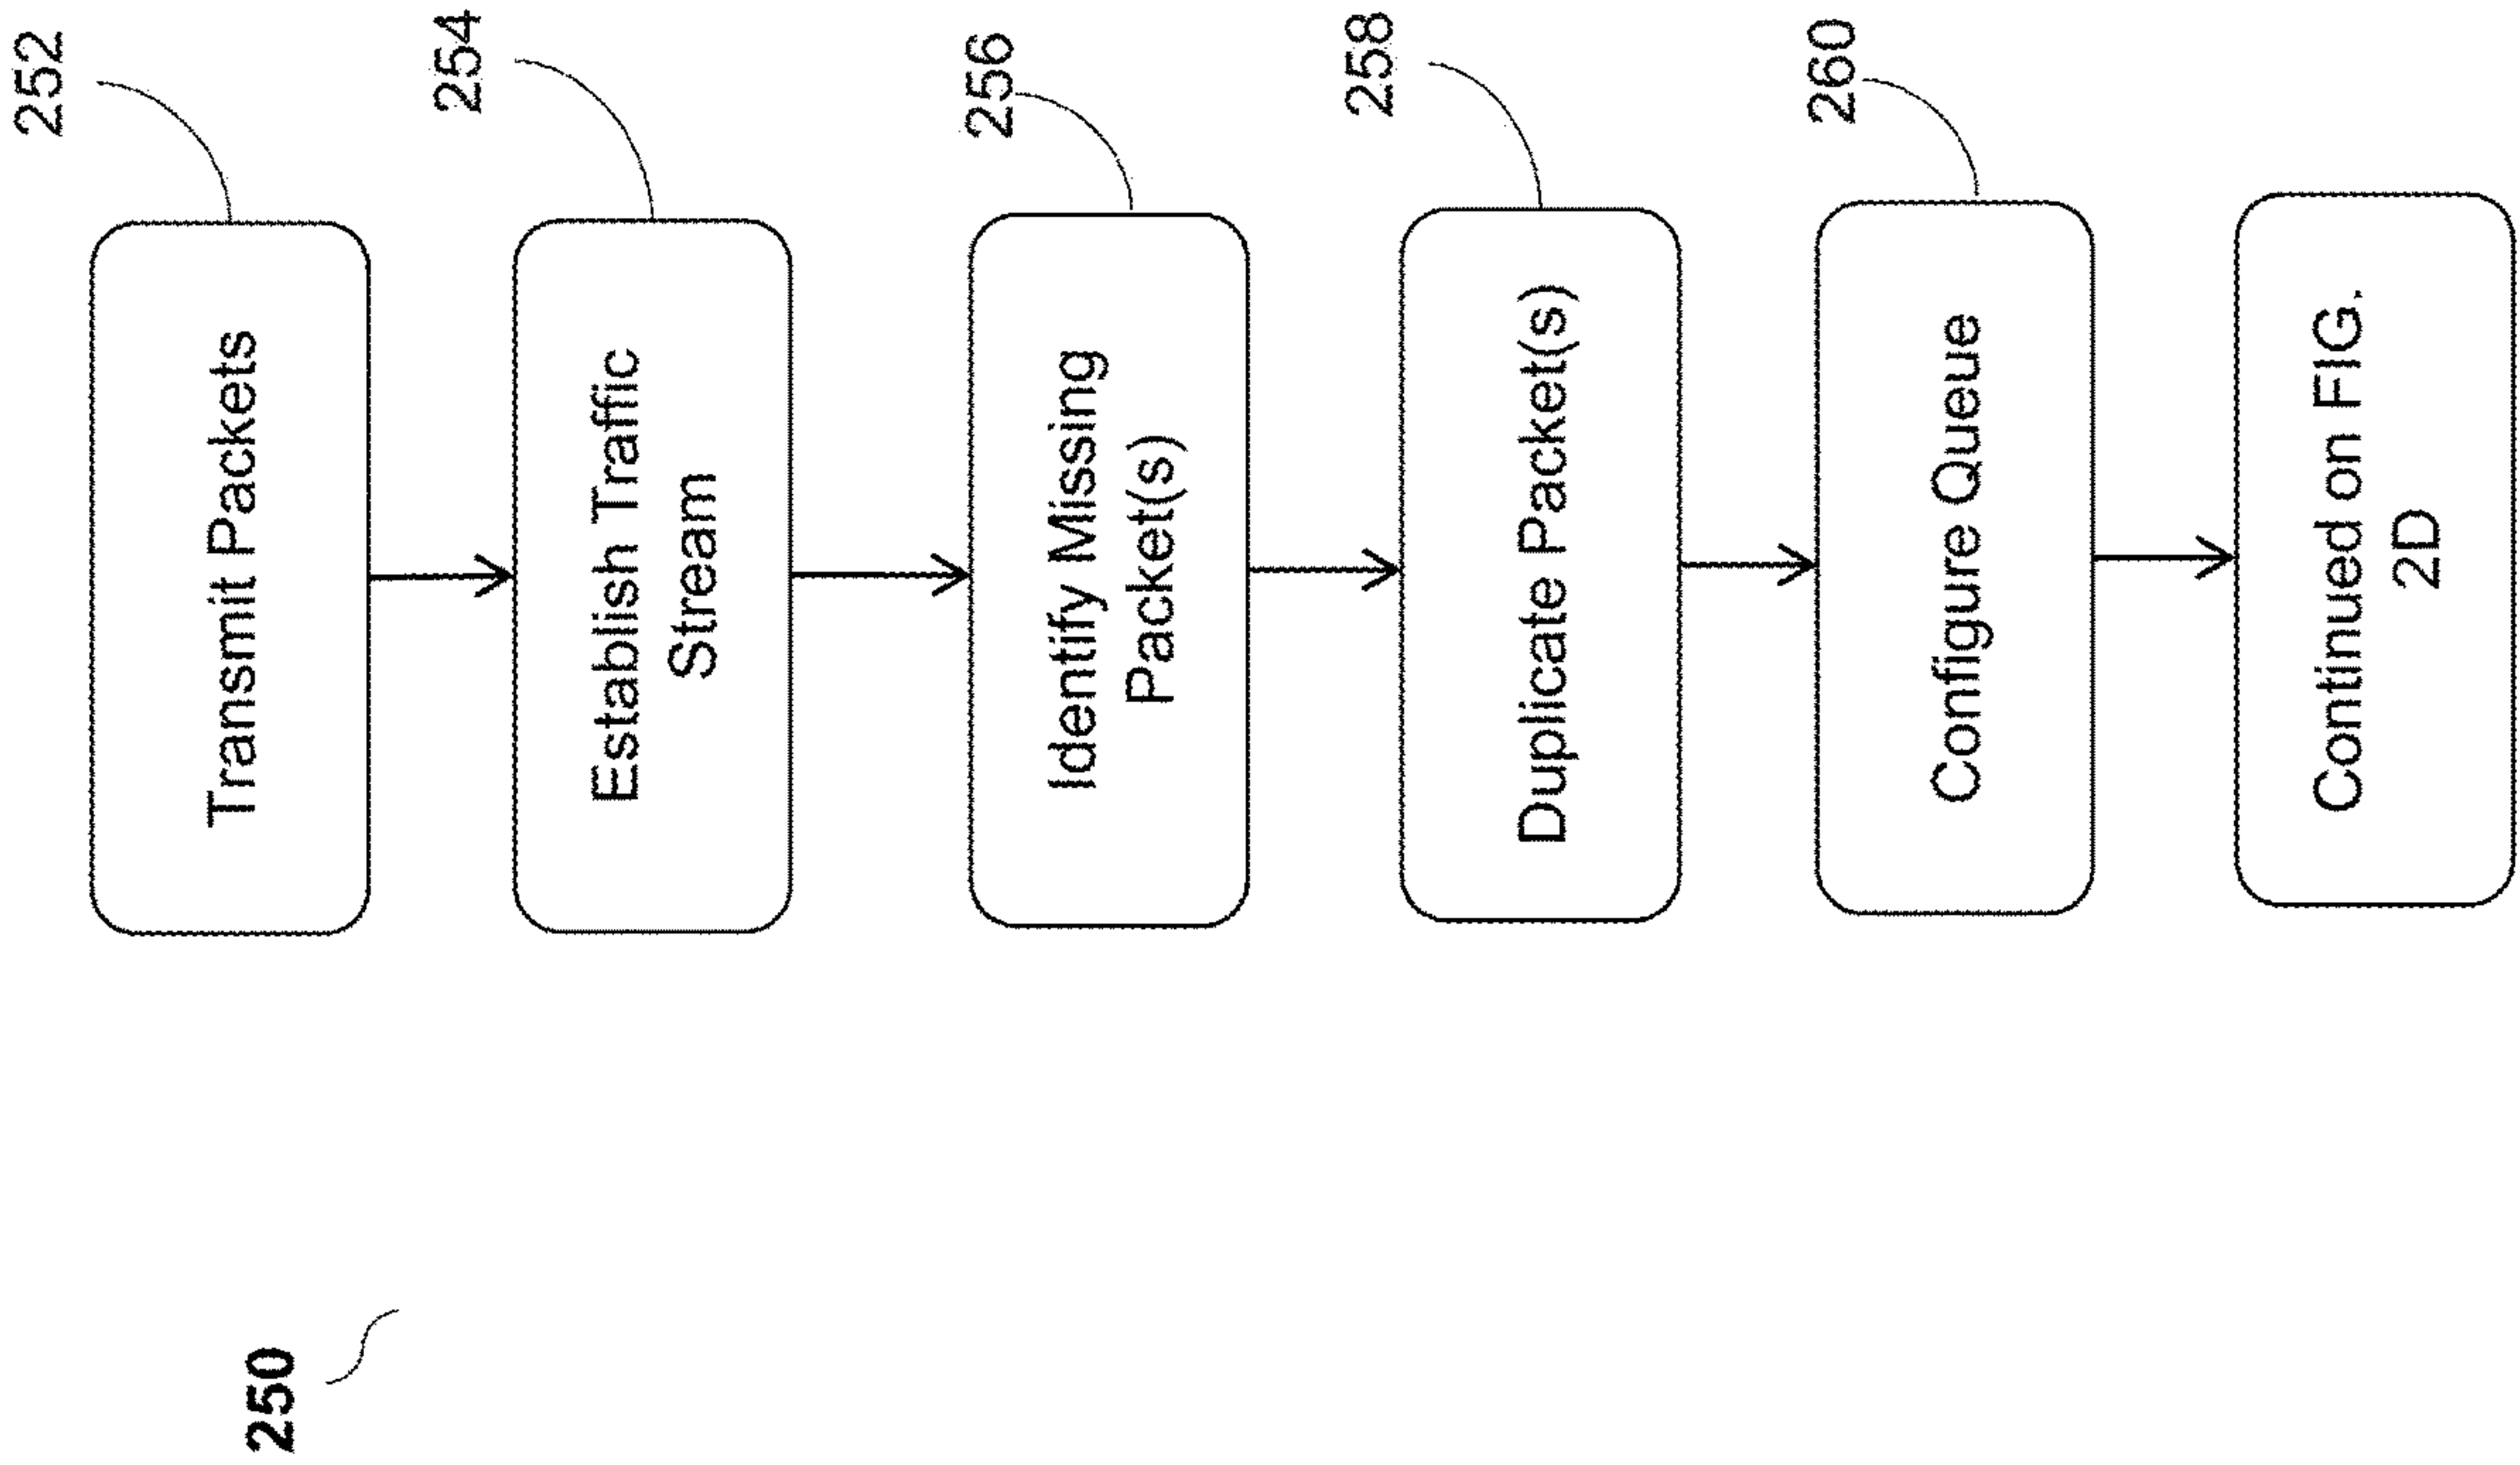 250
252
Transmit Packets
254
Establish Traffic
Stream
256
Identify Missing
Packet(s)
258
Duplicate Packet(s)
260
Configure Queue
Continued on FIG.
2D